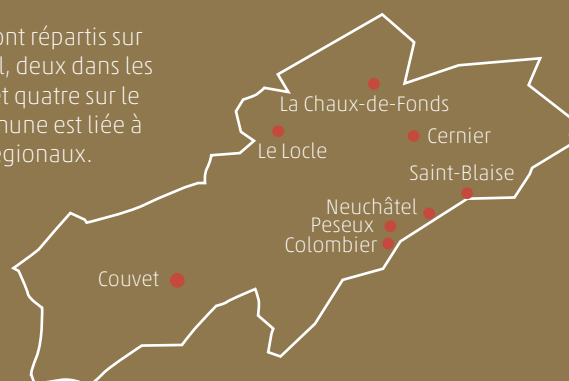 ont répartis sur
l, deux dans les
et quatre sur le
mune est liée à
égionaux.
La Chaux-de-Fonds
Cernier
Le Locle
Saint-Blaise
Neuchâtel
Peseux
Colombier
Couvet